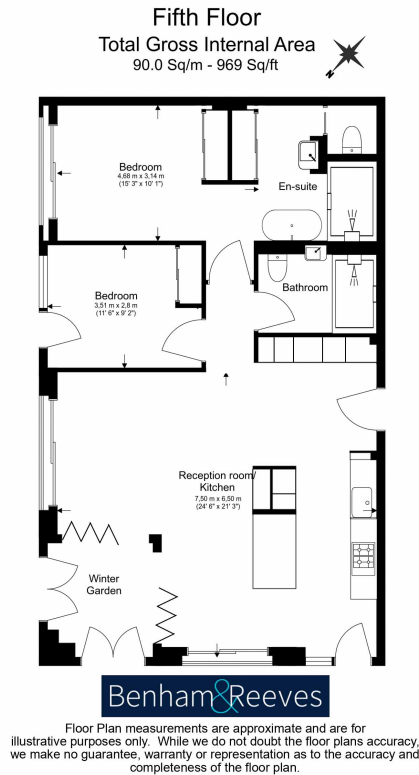 Fifth Floor
Total Gross Internal Area
90.0 Sq/m - 969 Sq/ft
N
Bedroom
4,68 m x 3,14 m
(15' 3" x 10' 1")
En-suite
Bedroom
3,51 m x 2,8 m
(11' 6" x 9' 2")
Bathroom
Reception room/
Kitchen
7,50 m x 6,50 m
(24' 6" x 21' 3")
Winter
Garden
Benham&Reeves
Floor Plan measurements are approximate and are for
illustrative purposes only. While we do not doubt the floor plans accuracy,
we make no guarantee, warranty or representation as to the accuracy and
completeness of the floor plan.